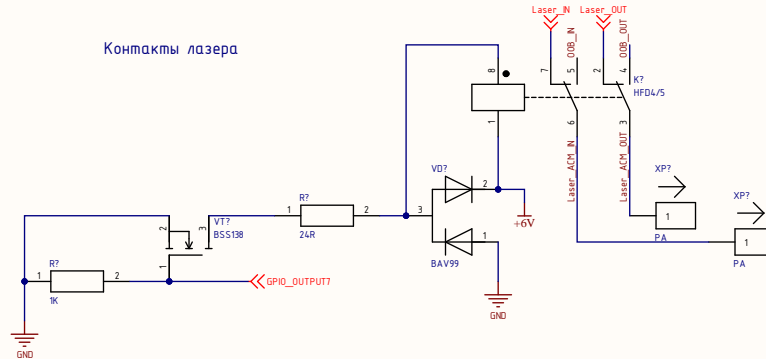 Laser_IN
Laser_OUT
Контакты лазера
OOB_IN
OOB_OUT
8
7
5
2
4
K?
HFD4/5
1
6
3
Laser_ACM_IN
Laser_ACM_OUT
XP?
1
PA
XP?
1
PA
VD?
2
3
1
BAV99
+6V
GND
R?
1
2
24R
VT?
BSS138
2
3
1
GPIO_OUTPUT7
R?
1
2
1K
GND